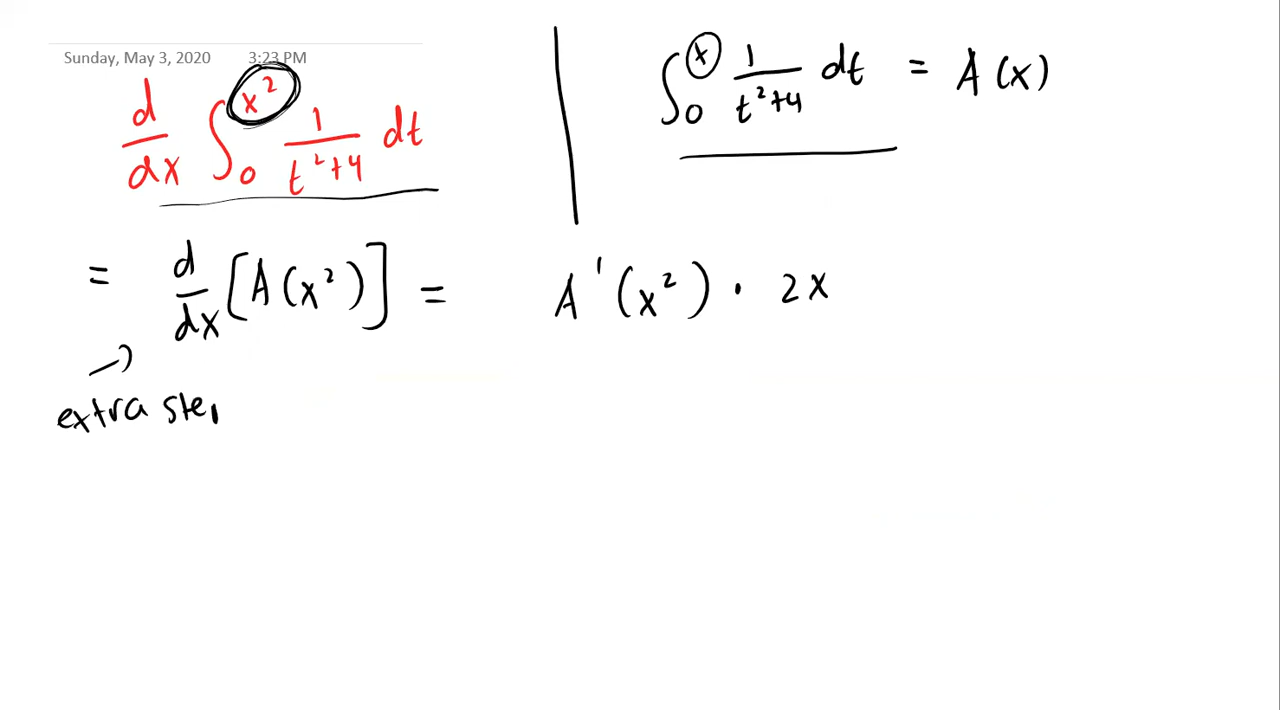 Sunday, May 3, 2020 3:23 PM
d/dx ∫₀^(x²) 1/(t²+4) dt
∫₀^x 1/(t²+4) dt = A(x)
= d/dx [A(x²)] = A'(x²) · 2x
→
extra step